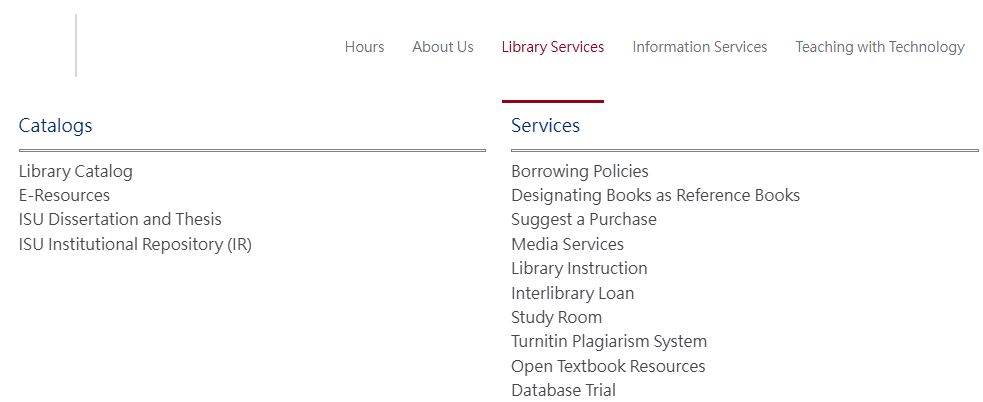 Hours About Us Library Services Information Services Teaching with Technology
Catalogs
Library Catalog
E-Resources
ISU Dissertation and Thesis
ISU Institutional Repository (IR)
Services
Borrowing Policies
Designating Books as Reference Books
Suggest a Purchase
Media Services
Library Instruction
Interlibrary Loan
Study Room
Turnitin Plagiarism System
Open Textbook Resources
Database Trial